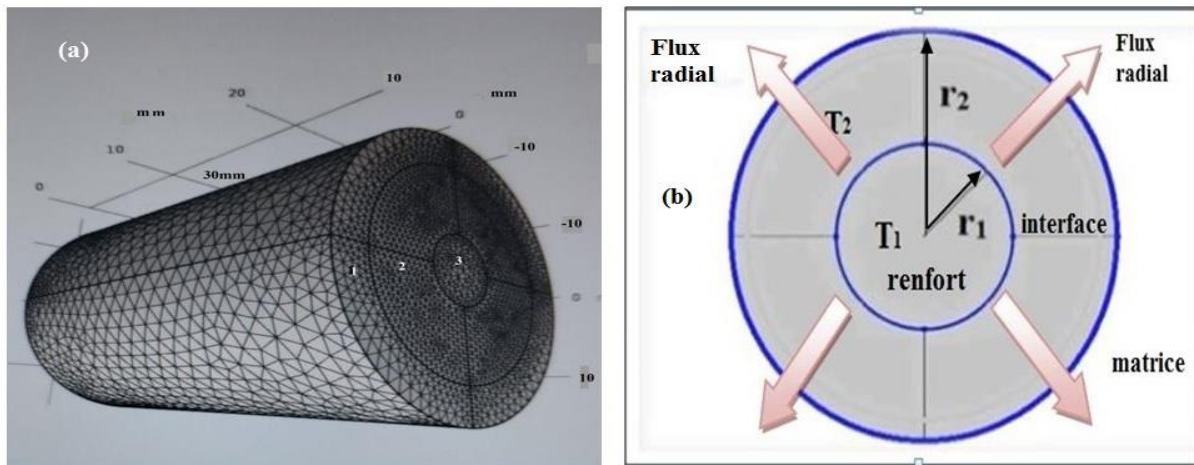 (a)
10
mm
20
0
mm
-10
10
30mm
0
-10
1
2
3
0
10
Flux
radial
Flux
radial
r₂
T₂
(b)
T₁
r₁
interface
renfort
matrice